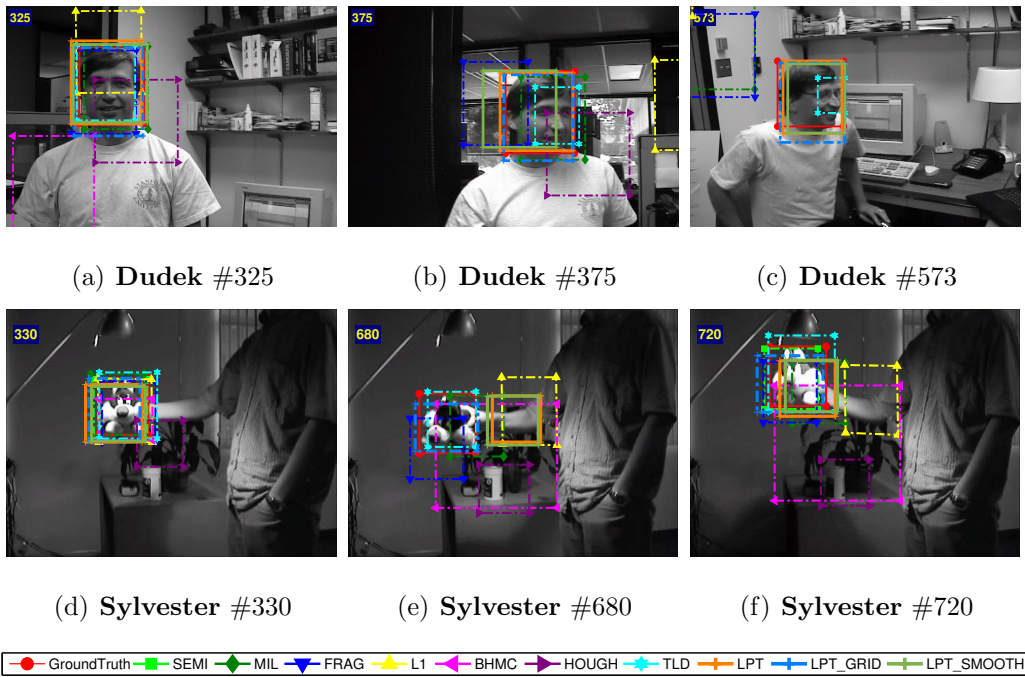 325
375
573
(a) Dudek #325
(b) Dudek #375
(c) Dudek #573
330
680
720
(d) Sylvester #330
(e) Sylvester #680
(f) Sylvester #720
GroundTruth SEMI MIL FRAG L1 BHMC HOUGH TLD LPT LPT_GRID LPT_SMOOTH